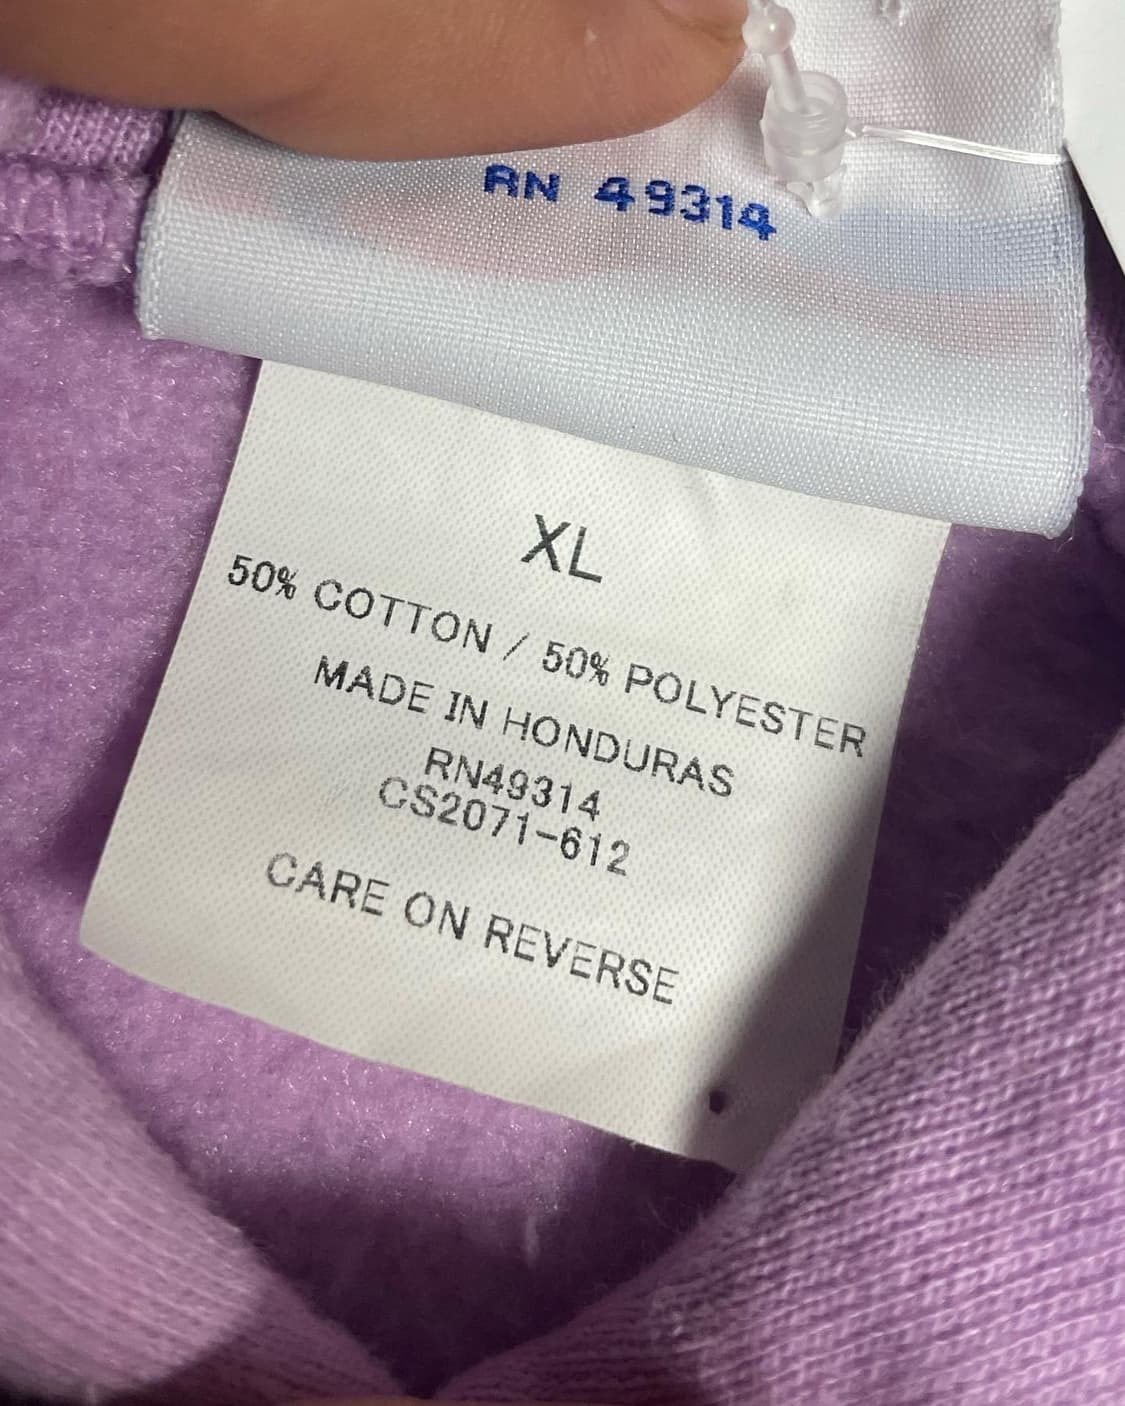 RN 49314
XL
50% COTTON / 50% POLYESTER
MADE IN HONDURAS
RN49314
CS2071-612
CARE ON REVERSE